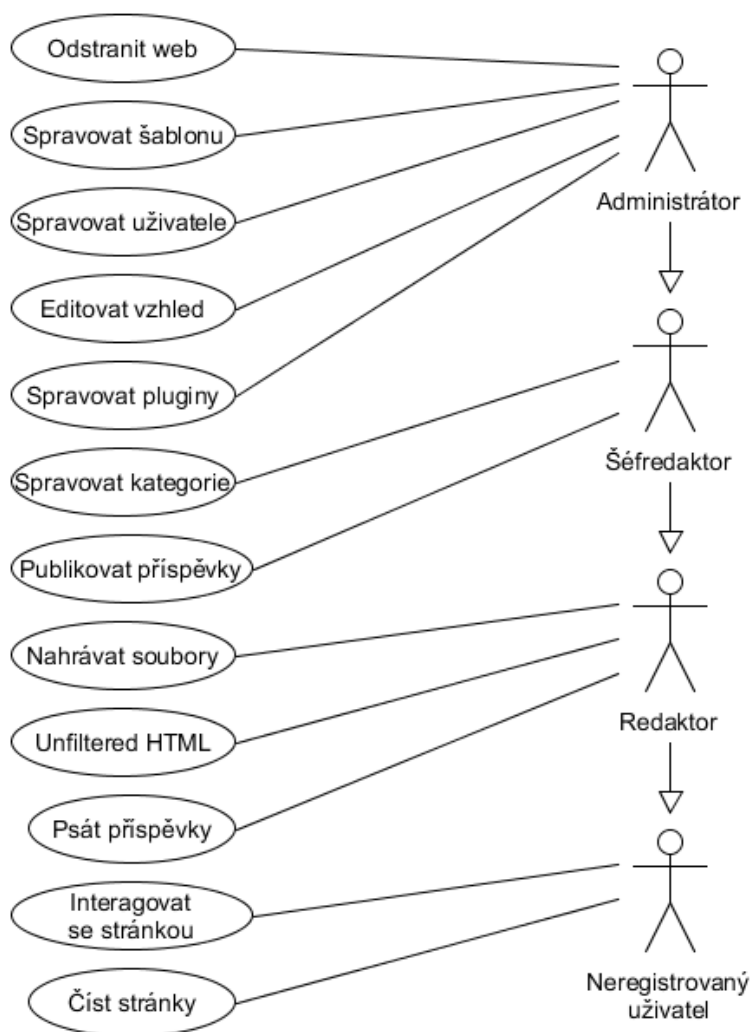 Odstranit web
Spravovat šablonu
Spravovat uživatele
Editovat vzhled
Spravovat pluginy
Spravovat kategorie
Publikovat příspěvky
Nahrávat soubory
Unfiltered HTML
Psát příspěvky
Interagovat
se stránkou
Číst stránky
Administrátor
Šéfredaktor
Redaktor
Neregistrovaný
uživatel